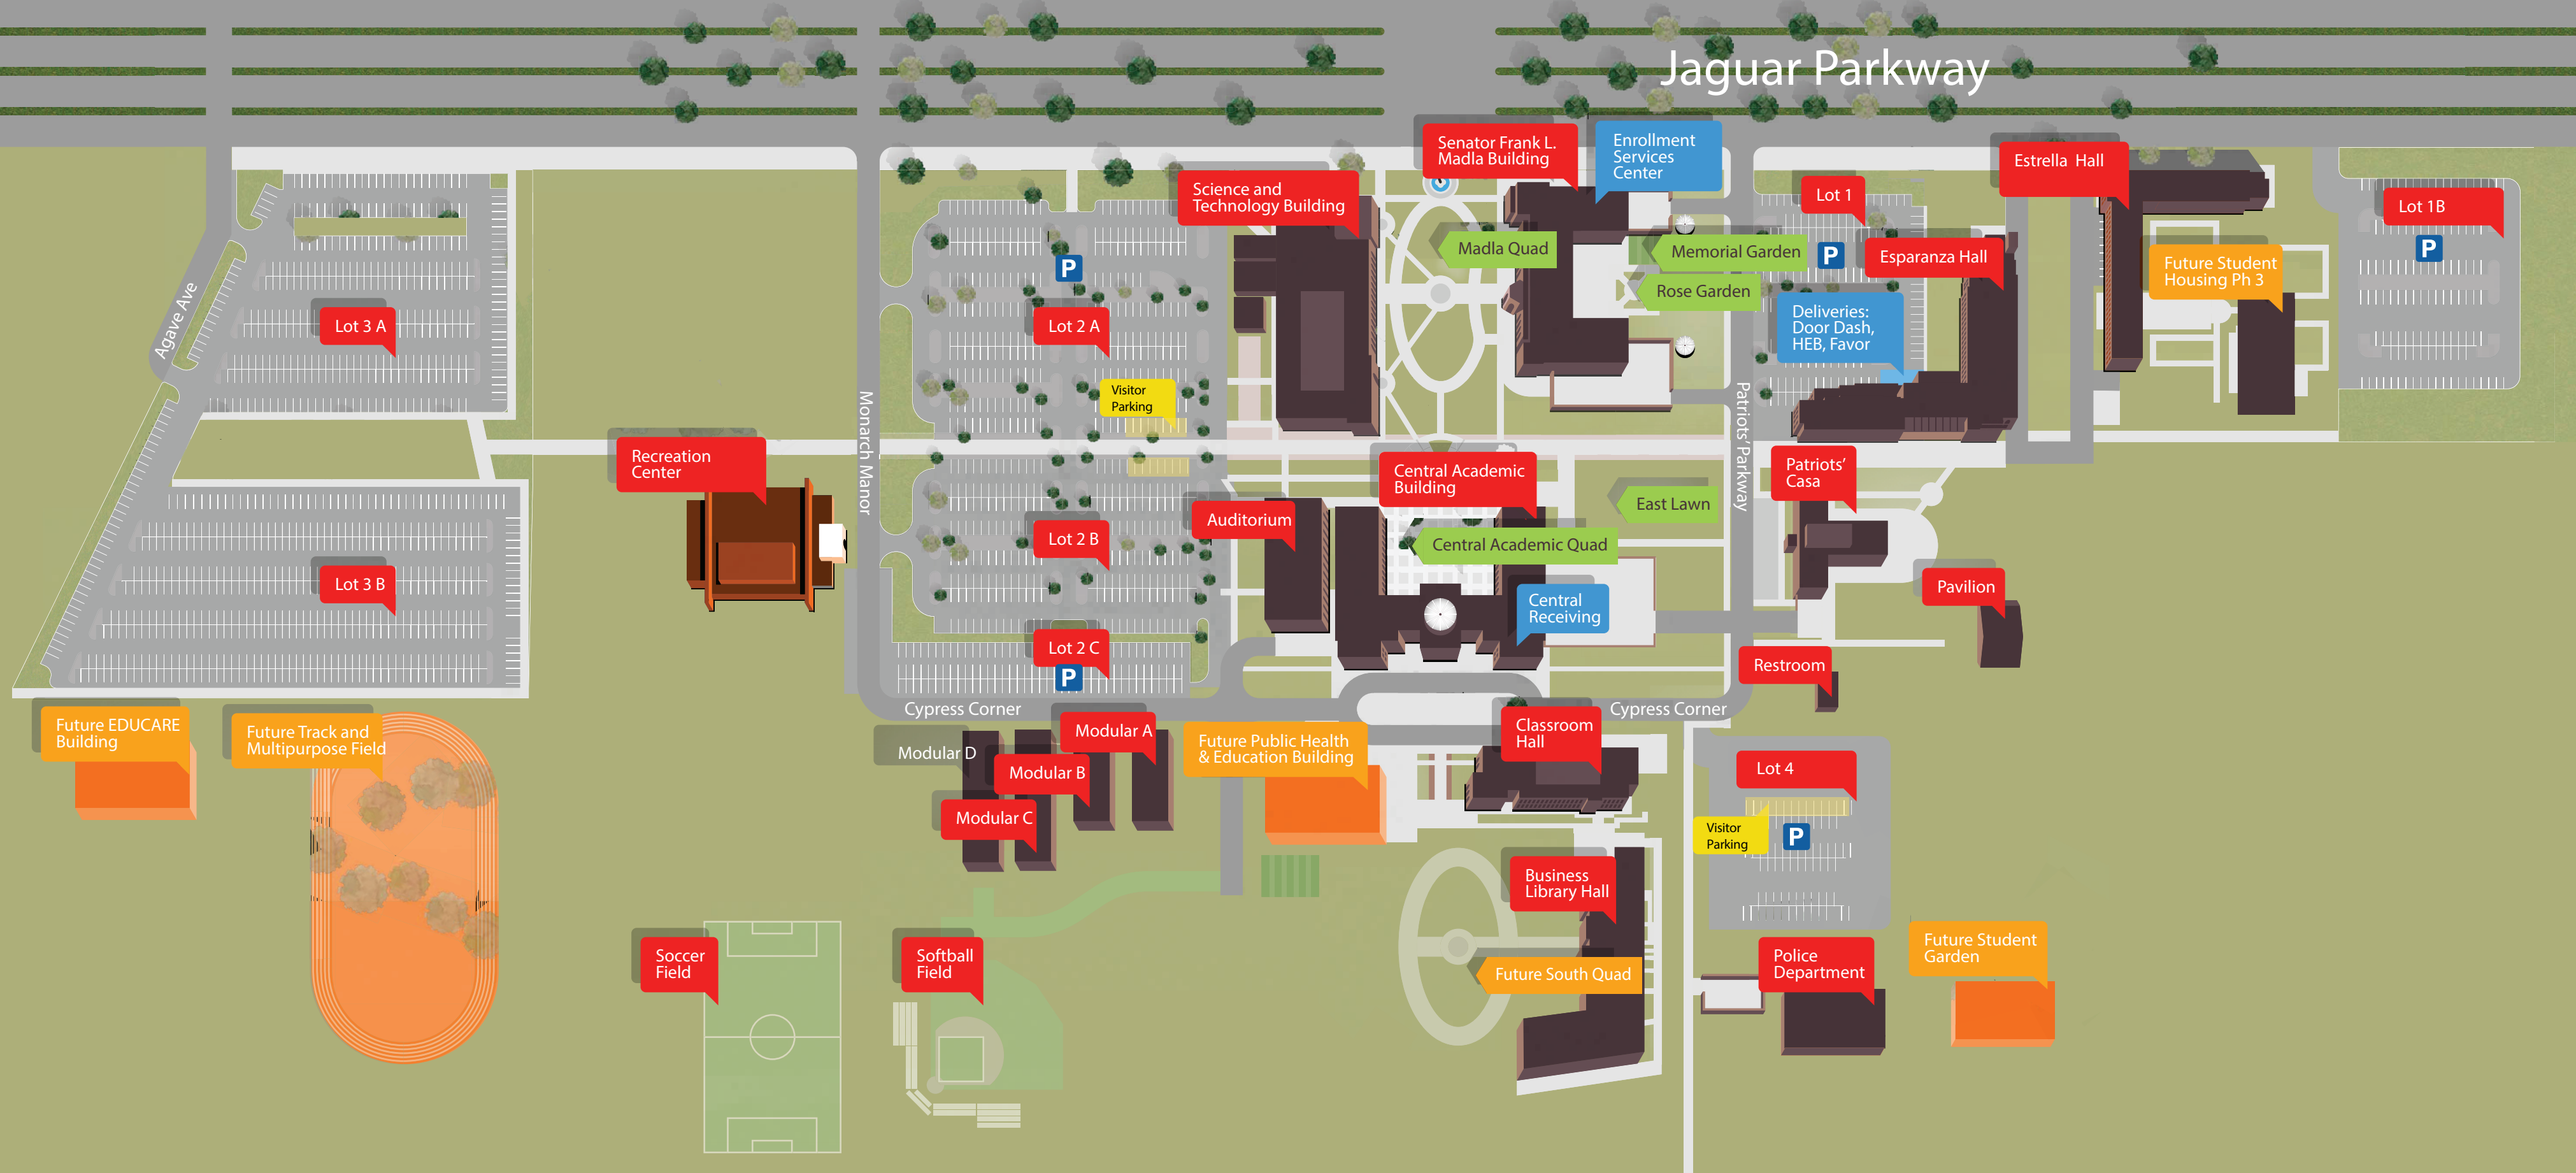 Jaguar Parkway
Senator Frank L.
Madla Building
Enrollment
Services
Center
Estrella Hall
Science and
Technology Building
Lot 1
Lot 1B
P
Madla Quad
Memorial Garden
P
Esparanza Hall
P
Future Student
Housing Ph 3
Rose Garden
Agave Ave
Lot 3 A
Lot 2 A
Deliveries:
Door Dash,
HEB, Favor
Visitor
Parking
Monarch Manor
Patriots' Parkway
Recreation
Center
Central Academic
Building
Patriots'
Casa
East Lawn
Auditorium
Lot 2 B
Central Academic Quad
Lot 3 B
Central
Receiving
Pavilion
Lot 2 C
P
Restroom
Cypress Corner
Cypress Corner
Future EDUCARE
Building
Future Track and
Multipurpose Field
Modular A
Modular D
Modular B
Modular C
Future Public Health
& Education Building
Classroom
Hall
Lot 4
Visitor
Parking
P
Business
Library Hall
Soccer
Field
Softball
Field
Future South Quad
Police
Department
Future Student
Garden